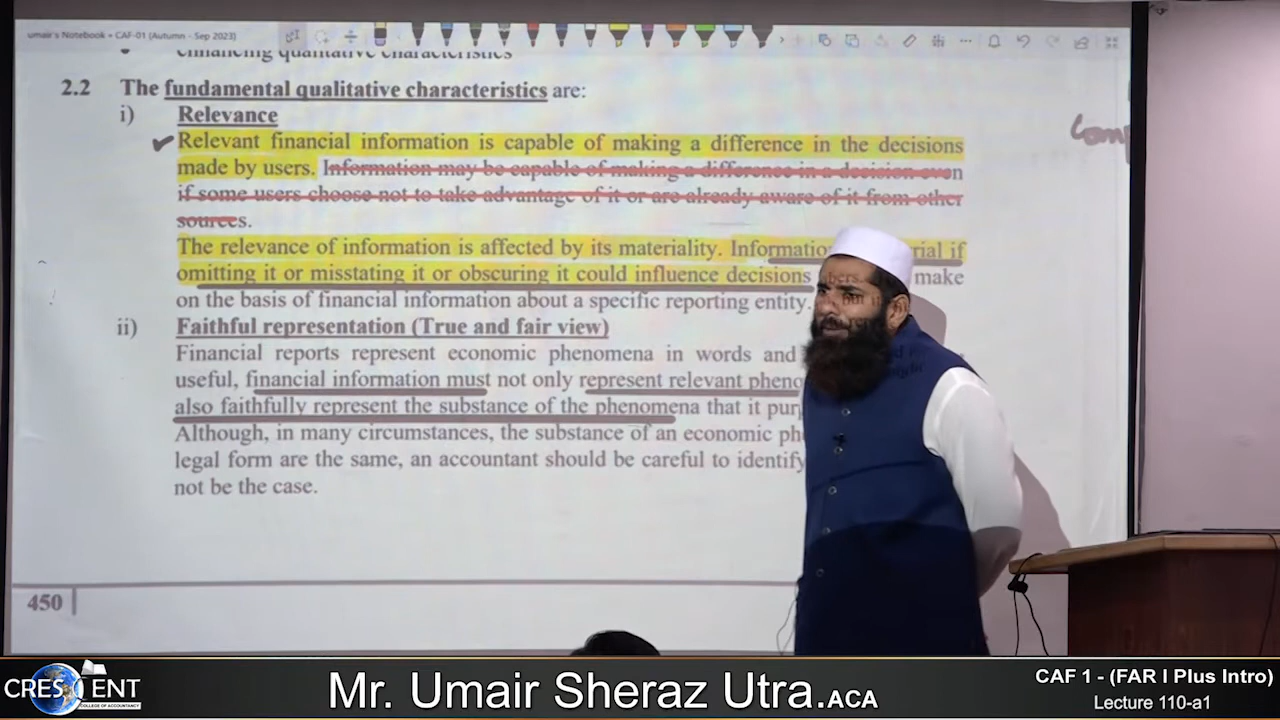 umair's Notebook • CAF-01 (Autumn - Sep 2023)
enhancing qualitative characteristics
2.2 The fundamental qualitative characteristics are:
i) Relevance
Relevant financial information is capable of making a difference in the decisions
made by users. Information may be capable of making a difference in a decision even
if some users choose not to take advantage of it or are already aware of it from other
sources.
The relevance of information is affected by its materiality. Information rial if
omitting it or misstating it or obscuring it could influence decisions make
on the basis of financial information about a specific reporting entity.
ii) Faithful representation (True and fair view)
Financial reports represent economic phenomena in words and
useful, financial information must not only represent relevant pheno
also faithfully represent the substance of the phenomena that it pur
Although, in many circumstances, the substance of an economic ph
legal form are the same, an accountant should be careful to identify
not be the case.
450
Comp
CRESCENT
COLLEGE OF ACCOUNTANCY
Mr. Umair Sheraz Utra.ACA
CAF 1 - (FAR I Plus Intro)
Lecture 110-a1